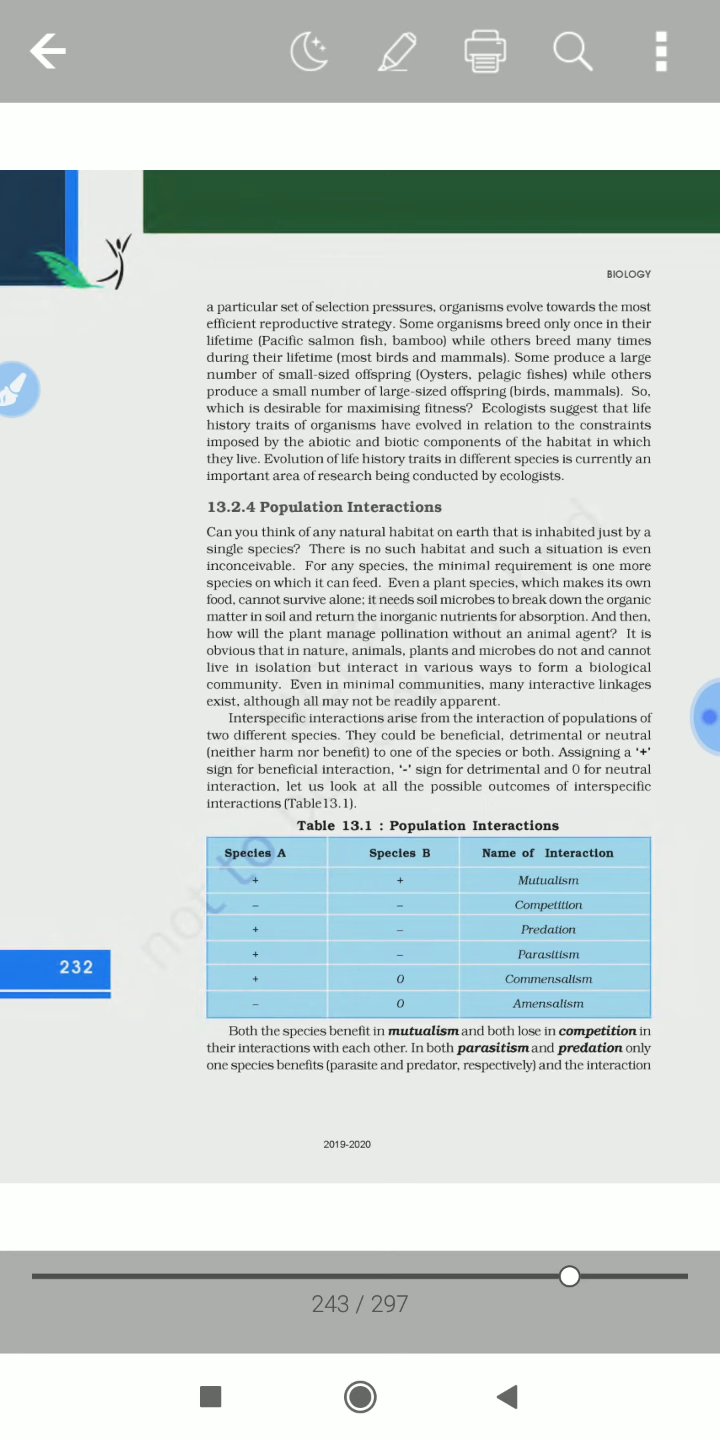 BIOLOGY
a particular set of selection pressures, organisms evolve towards the most
efficient reproductive strategy. Some organisms breed only once in their
lifetime (Pacific salmon fish, bamboo) while others breed many times
during their lifetime (most birds and mammals). Some produce a large
number of small-sized offspring (Oysters, pelagic fishes) while others
produce a small number of large-sized offspring (birds, mammals). So,
which is desirable for maximising fitness? Ecologists suggest that life
history traits of organisms have evolved in relation to the constraints
imposed by the abiotic and biotic components of the habitat in which
they live. Evolution of life history traits in different species is currently an
important area of research being conducted by ecologists.
13.2.4 Population Interactions
Can you think of any natural habitat on earth that is inhabited just by a
single species? There is no such habitat and such a situation is even
inconceivable. For any species, the minimal requirement is one more
species on which it can feed. Even a plant species, which makes its own
food, cannot survive alone; it needs soil microbes to break down the organic
matter in soil and return the inorganic nutrients for absorption. And then,
how will the plant manage pollination without an animal agent? It is
obvious that in nature, animals, plants and microbes do not and cannot
live in isolation but interact in various ways to form a biological
community. Even in minimal communities, many interactive linkages
exist, although all may not be readily apparent.
Interspecific interactions arise from the interaction of populations of
two different species. They could be beneficial, detrimental or neutral
(neither harm nor benefit) to one of the species or both. Assigning a ‘+’
sign for beneficial interaction, ‘-’ sign for detrimental and 0 for neutral
interaction, let us look at all the possible outcomes of interspecific
interactions (Table13.1).
Table 13.1 : Population Interactions
Species A Species B Name of Interaction
+ + Mutualism
– – Competition
+ – Predation
+ – Parasitism
+ 0 Commensalism
– 0 Amensalism
232
Both the species benefit in mutualism and both lose in competition in
their interactions with each other. In both parasitism and predation only
one species benefits (parasite and predator, respectively) and the interaction
2019-2020
243 / 297